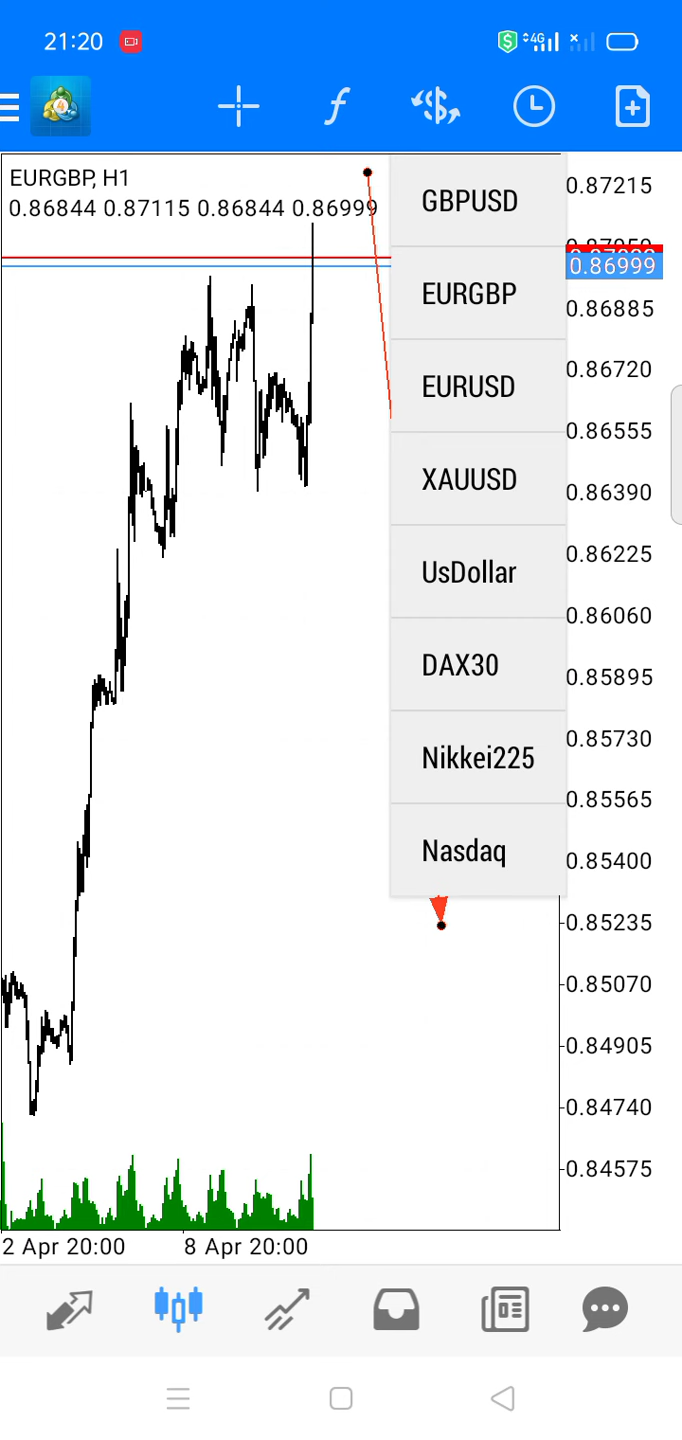 21:20
4G
4
EURGBP, H1
0.86844 0.87115 0.86844 0.86999
GBPUSD
EURGBP
EURUSD
XAUUSD
UsDollar
DAX30
Nikkei225
Nasdaq
0.87215
0.86999
0.86885
0.86720
0.86555
0.86390
0.86225
0.86060
0.85895
0.85730
0.85565
0.85400
0.85235
0.85070
0.84905
0.84740
0.84575
2 Apr 20:00
8 Apr 20:00